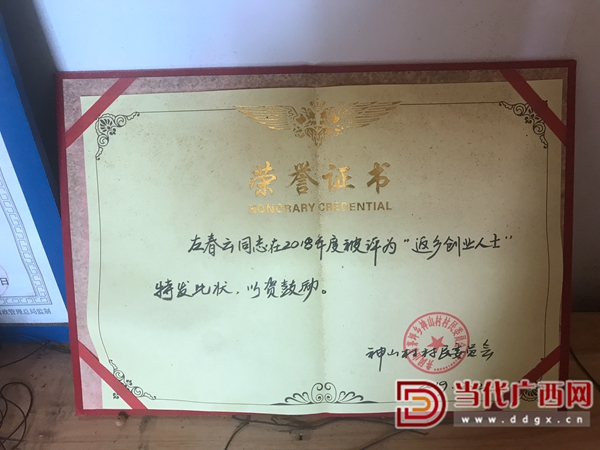 荣誉证书
HONORARY CREDENTIAL
左春云同志在2018年度被评为“返乡创业人士”
特发此状，以资鼓励。
神山村村民委员会
当代广西网
www.ddgx.cn